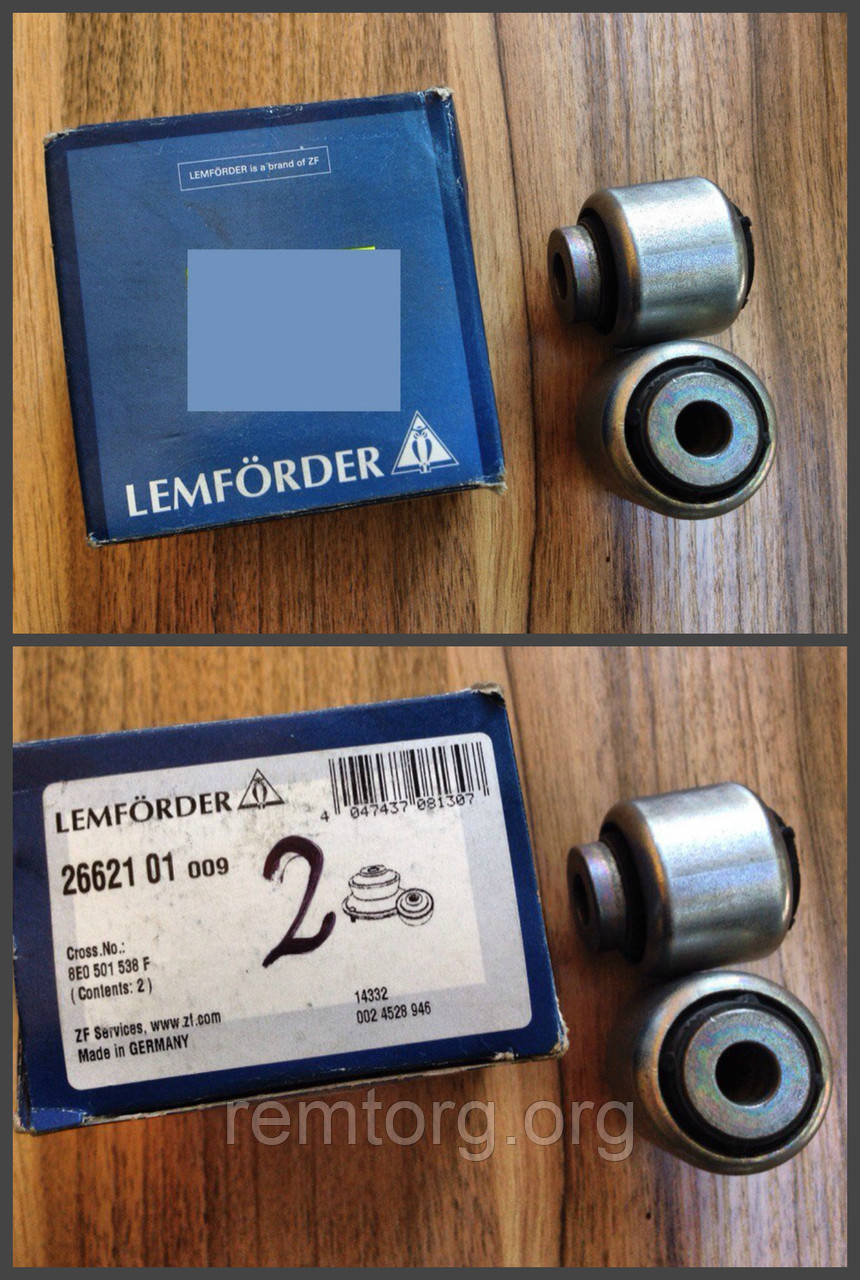 LEMFÖRDER is a brand of ZF
LEMFÖRDER
LEMFÖRDER
4 047437 081307
26621 01 009
2
Cross.No.:
8E0 501 538 F
( Contents: 2 )
14332
002 4528 946
ZF Services, www.zf.com
Made in GERMANY
remtorg.org